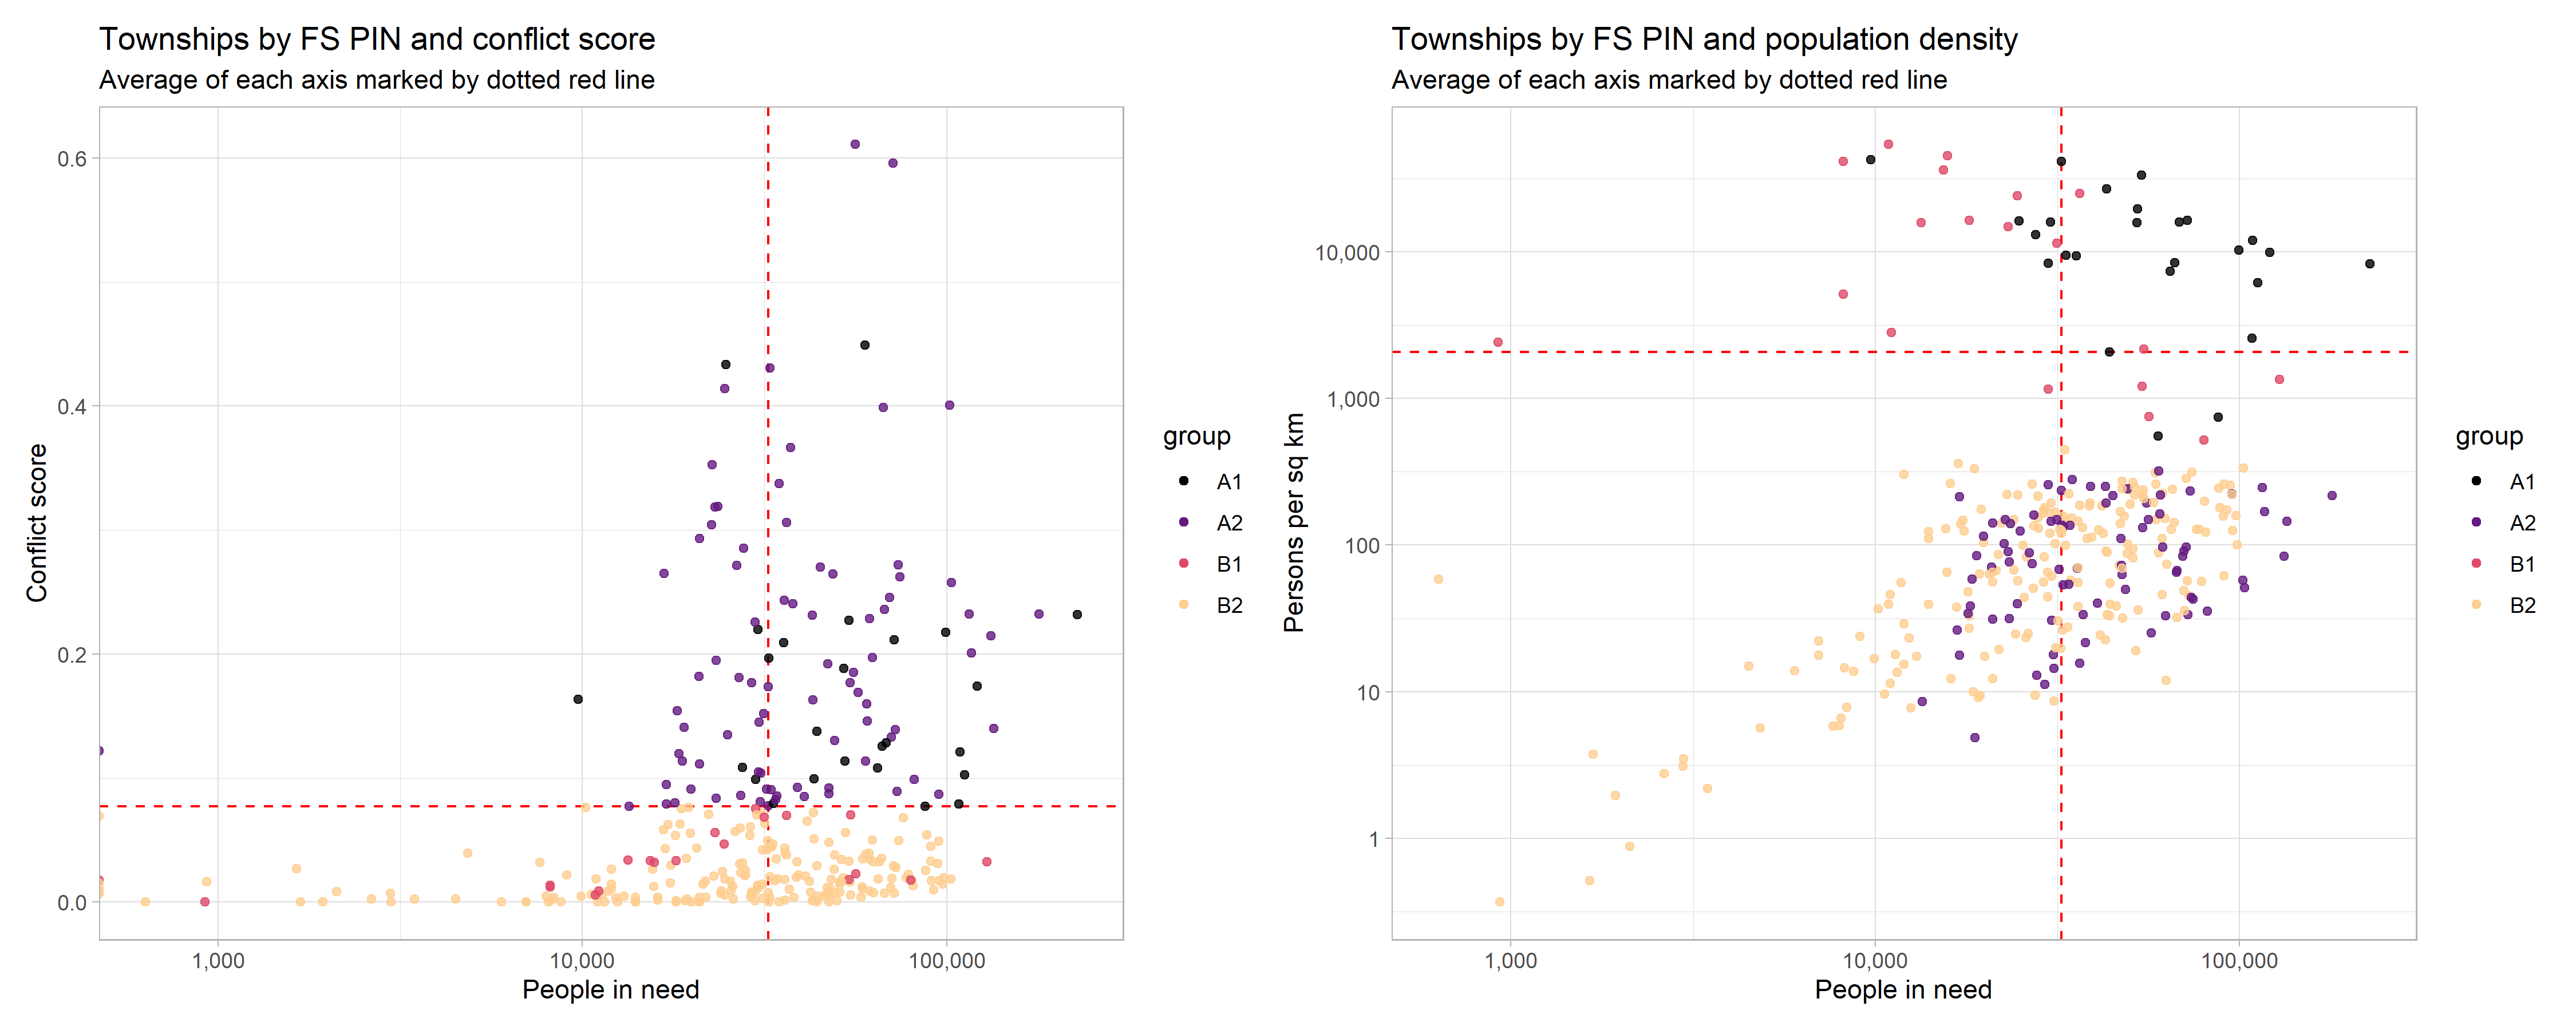 Townships by FS PIN and conflict score
Average of each axis marked by dotted red line
0.6
0.4
0.2
0.0
Conflict score
1,000
10,000
100,000
People in need
group
A1
A2
B1
B2
Townships by FS PIN and population density
Average of each axis marked by dotted red line
10,000
1,000
100
10
1
Persons per sq km
1,000
10,000
100,000
People in need
group
A1
A2
B1
B2